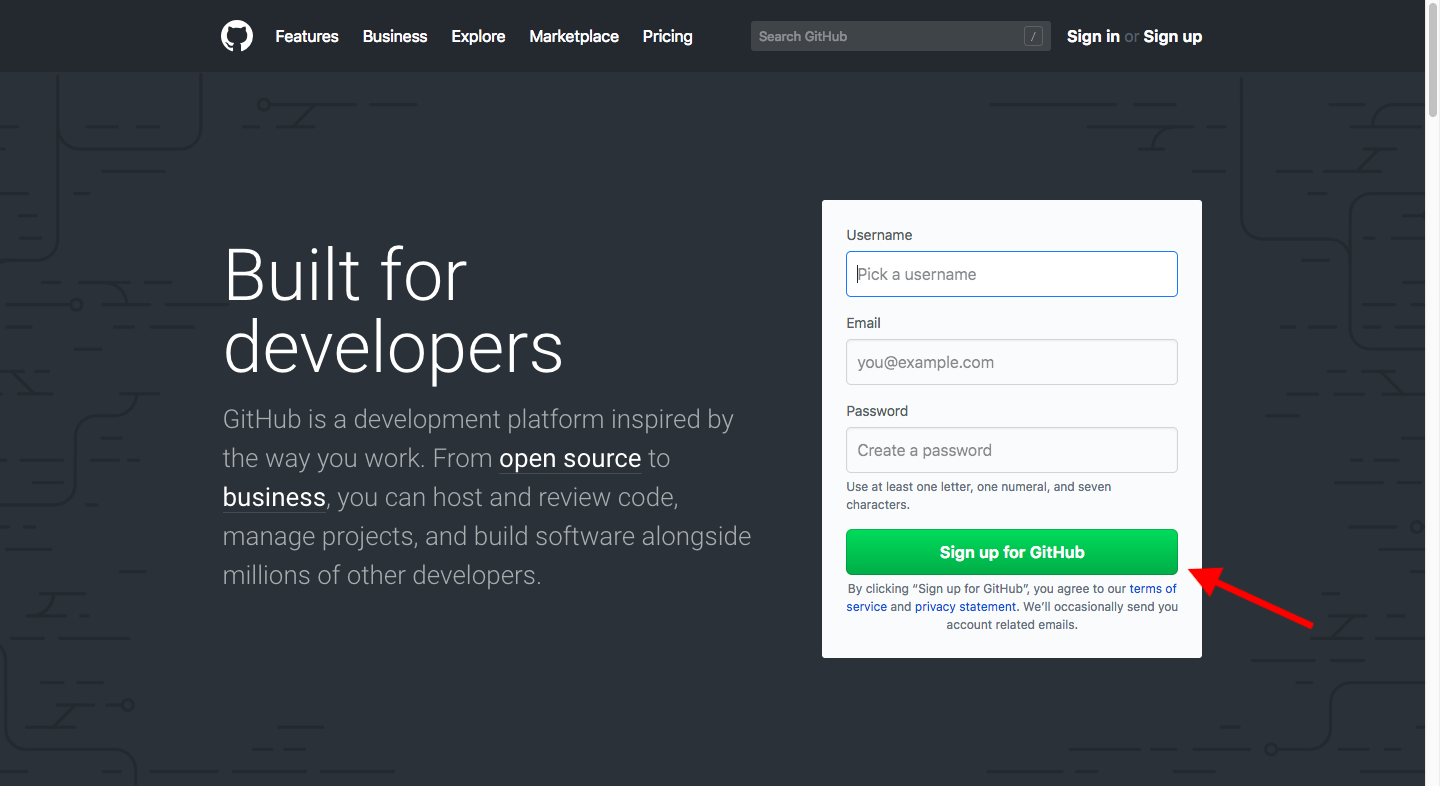 Features Business Explore Marketplace Pricing Search GitHub / Sign in or Sign up
Built for
developers
GitHub is a development platform inspired by
the way you work. From open source to
business, you can host and review code,
manage projects, and build software alongside
millions of other developers.
Username
Pick a username
Email
you@example.com
Password
Create a password
Use at least one letter, one numeral, and seven
characters.
Sign up for GitHub
By clicking “Sign up for GitHub”, you agree to our terms of
service and privacy statement. We’ll occasionally send you
account related emails.